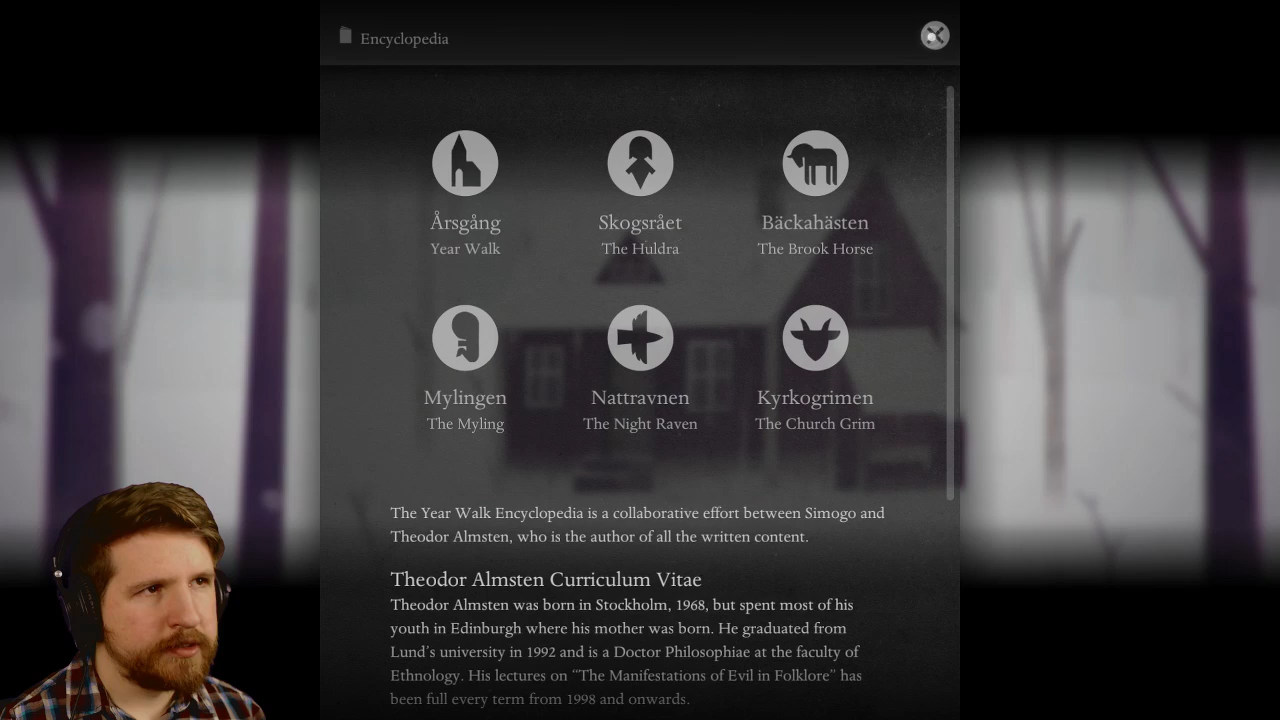 Encyclopedia
Årsgång
Year Walk
Skogsrået
The Huldra
Bäckahästen
The Brook Horse
Mylingen
The Myling
Nattravnen
The Night Raven
Kyrkogrimen
The Church Grim
The Year Walk Encyclopedia is a collaborative effort between Simogo and
Theodor Almsten, who is the author of all the written content.
Theodor Almsten Curriculum Vitae
Theodor Almsten was born in Stockholm, 1968, but spent most of his
youth in Edinburgh where his mother was born. He graduated from
Lund's university in 1992 and is a Doctor Philosophiae at the faculty of
Ethnology. His lectures on “The Manifestations of Evil in Folklore” has
been full every term from 1998 and onwards.